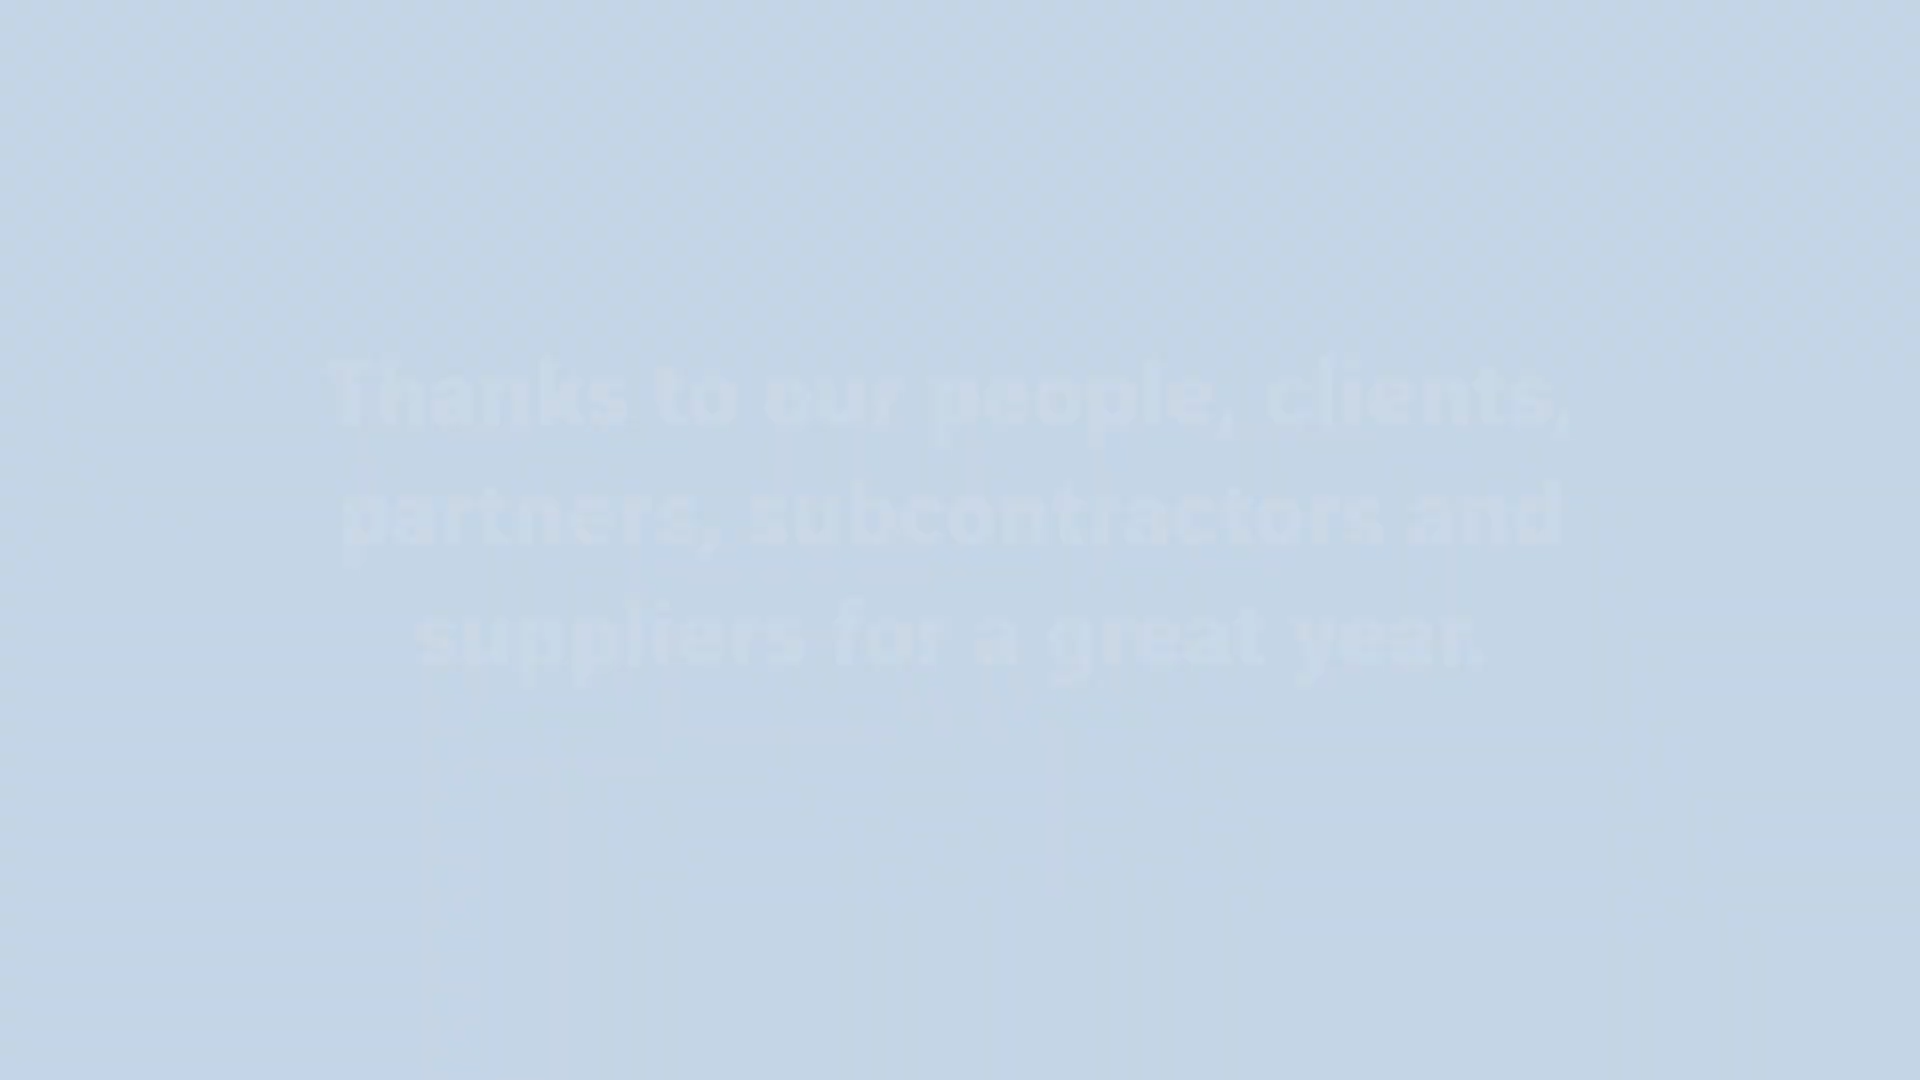 Thanks to our people, clients,
partners, subcontractors and
suppliers for a great year.